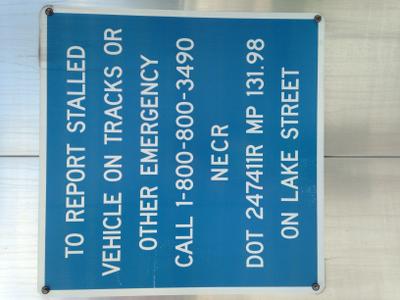 TO REPORT STALLED
VEHICLE ON TRACKS OR
OTHER EMERGENCY
CALL 1-800-800-3490
NECR
DOT 247411R MP 131.98
ON LAKE STREET